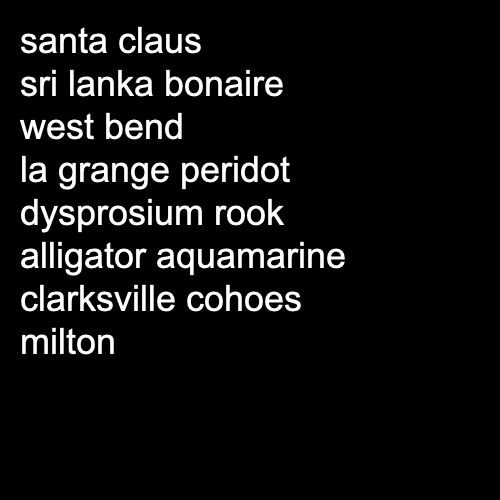 santa claus
sri lanka bonaire
west bend
la grange peridot
dysprosium rook
alligator aquamarine
clarksville cohoes
milton